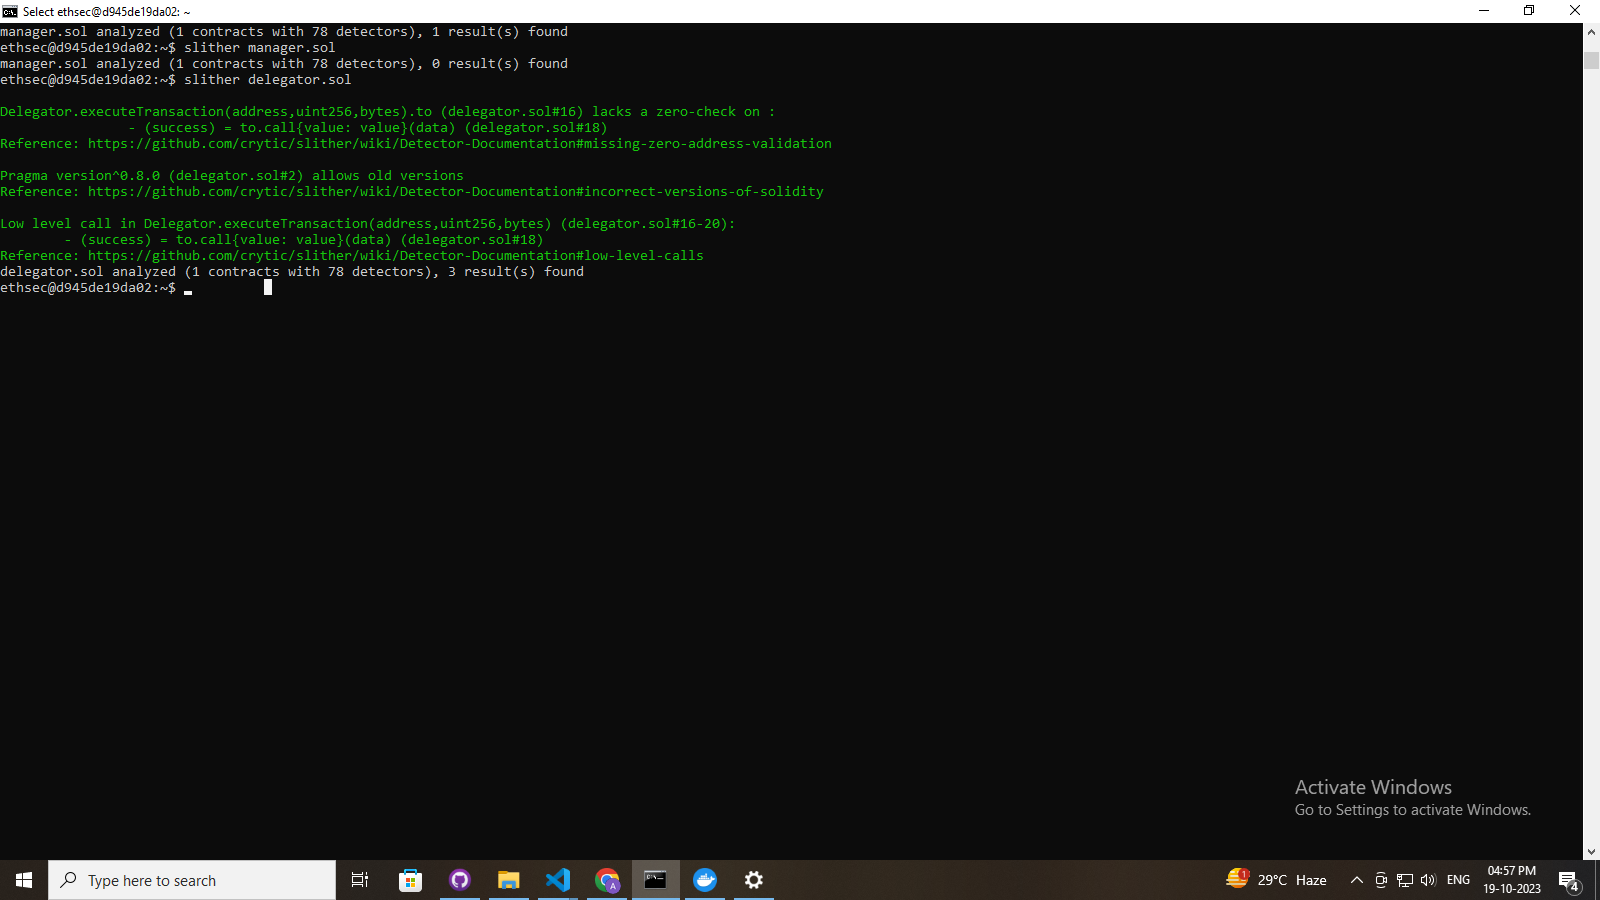 Select ethsec@d945de19da02: ~
manager.sol analyzed (1 contracts with 78 detectors), 1 result(s) found
ethsec@d945de19da02:~$ slither manager.sol
manager.sol analyzed (1 contracts with 78 detectors), 0 result(s) found
ethsec@d945de19da02:~$ slither delegator.sol
Delegator.executeTransaction(address,uint256,bytes).to (delegator.sol#16) lacks a zero-check on :
- (success) = to.call{value: value}(data) (delegator.sol#18)
Reference: https://github.com/crytic/slither/wiki/Detector-Documentation#missing-zero-address-validation
Pragma version^0.8.0 (delegator.sol#2) allows old versions
Reference: https://github.com/crytic/slither/wiki/Detector-Documentation#incorrect-versions-of-solidity
Low level call in Delegator.executeTransaction(address,uint256,bytes) (delegator.sol#16-20):
- (success) = to.call{value: value}(data) (delegator.sol#18)
Reference: https://github.com/crytic/slither/wiki/Detector-Documentation#low-level-calls
delegator.sol analyzed (1 contracts with 78 detectors), 3 result(s) found
ethsec@d945de19da02:~$
Activate Windows
Go to Settings to activate Windows.
Type here to search
A
1
29°C Haze
ENG
04:57 PM
19-10-2023
4